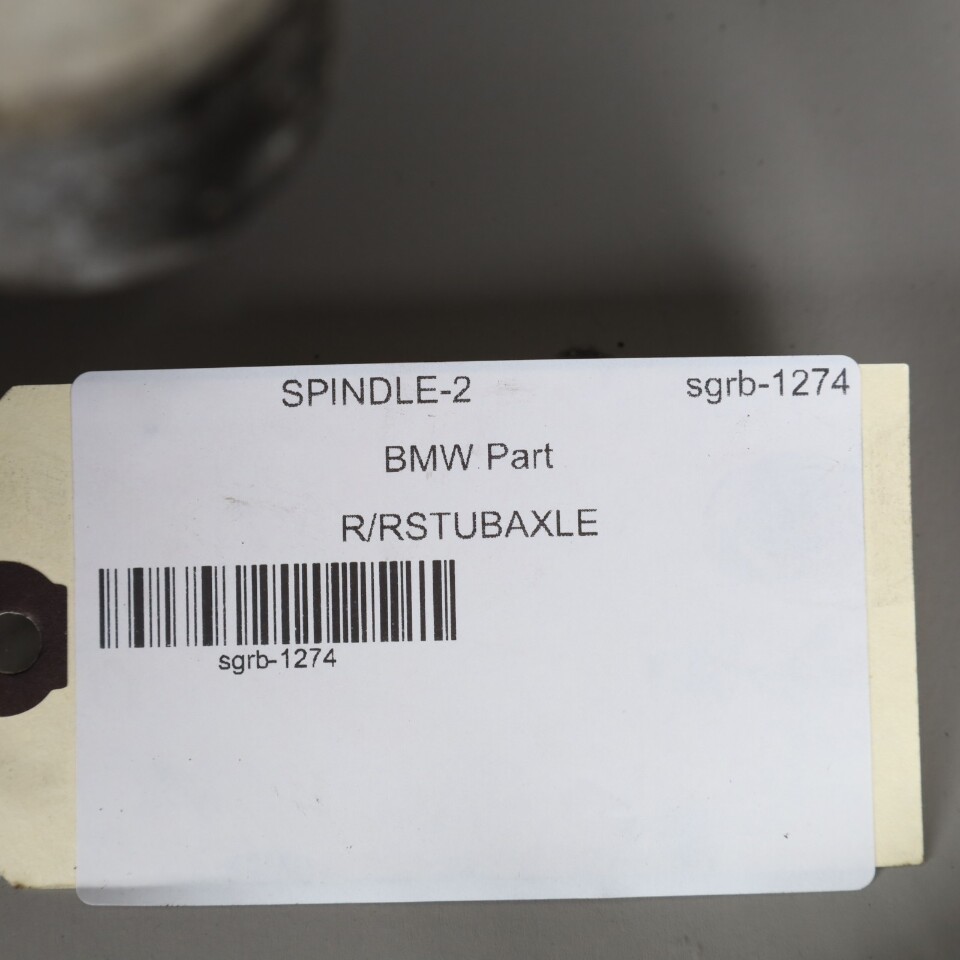 SPINDLE-2 sgrb-1274
BMW Part
R/RSTUBAXLE
sgrb-1274